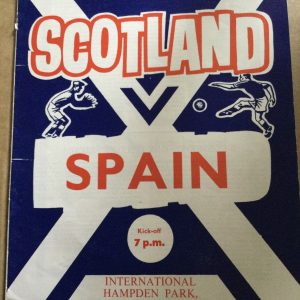 SCOTLAND
V
SPAIN
Kick-off
7 p.m.
INTERNATIONAL
HAMPDEN PARK,